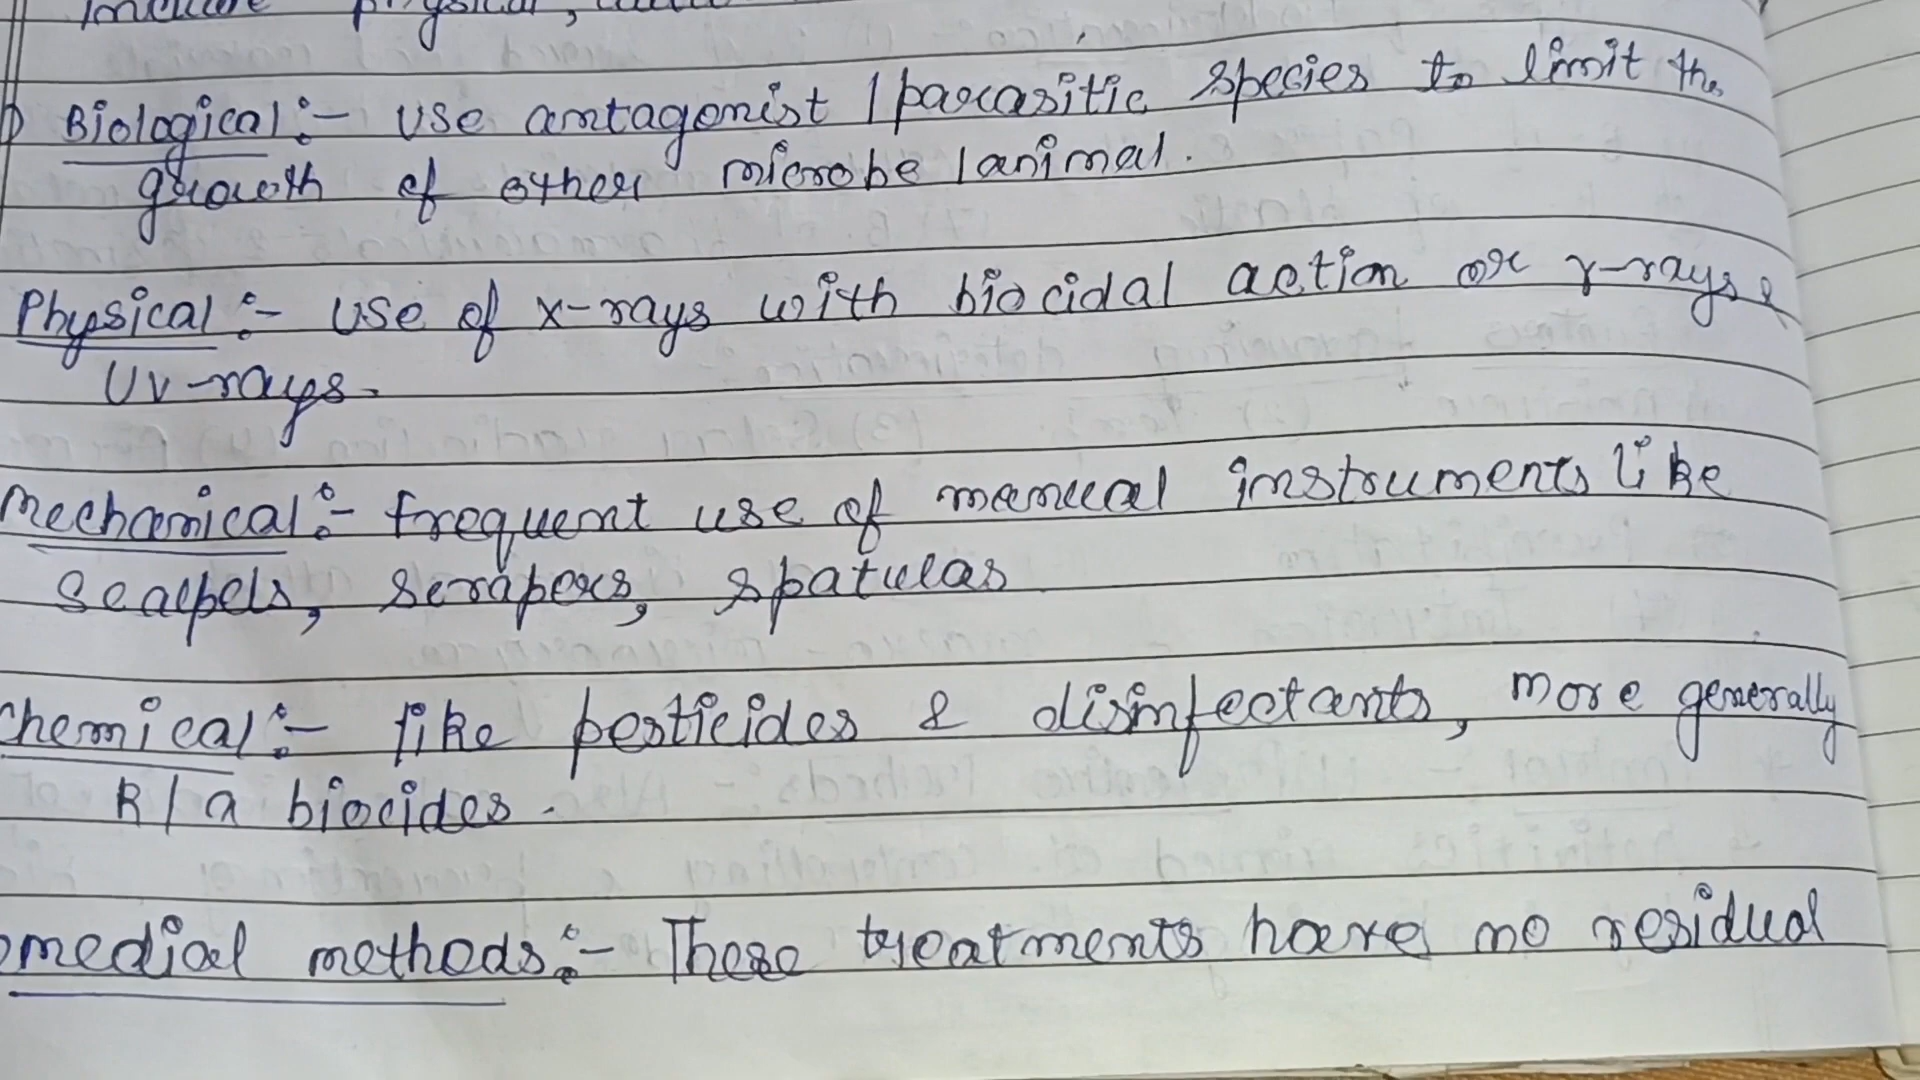 include physical,
Biological :- Use antagonist / parasitic species to limit the
growth of other microbe / animal.
Physical :- Use of x-rays with biocidal action or γ-rays &
UV-rays.
Mechanical :- frequent use of manual instruments like
Scalpels, scrapers, spatulas
Chemical :- like pesticides & disinfectants, more generally
R/a biocides.
medial methods :- These treatments have no residual